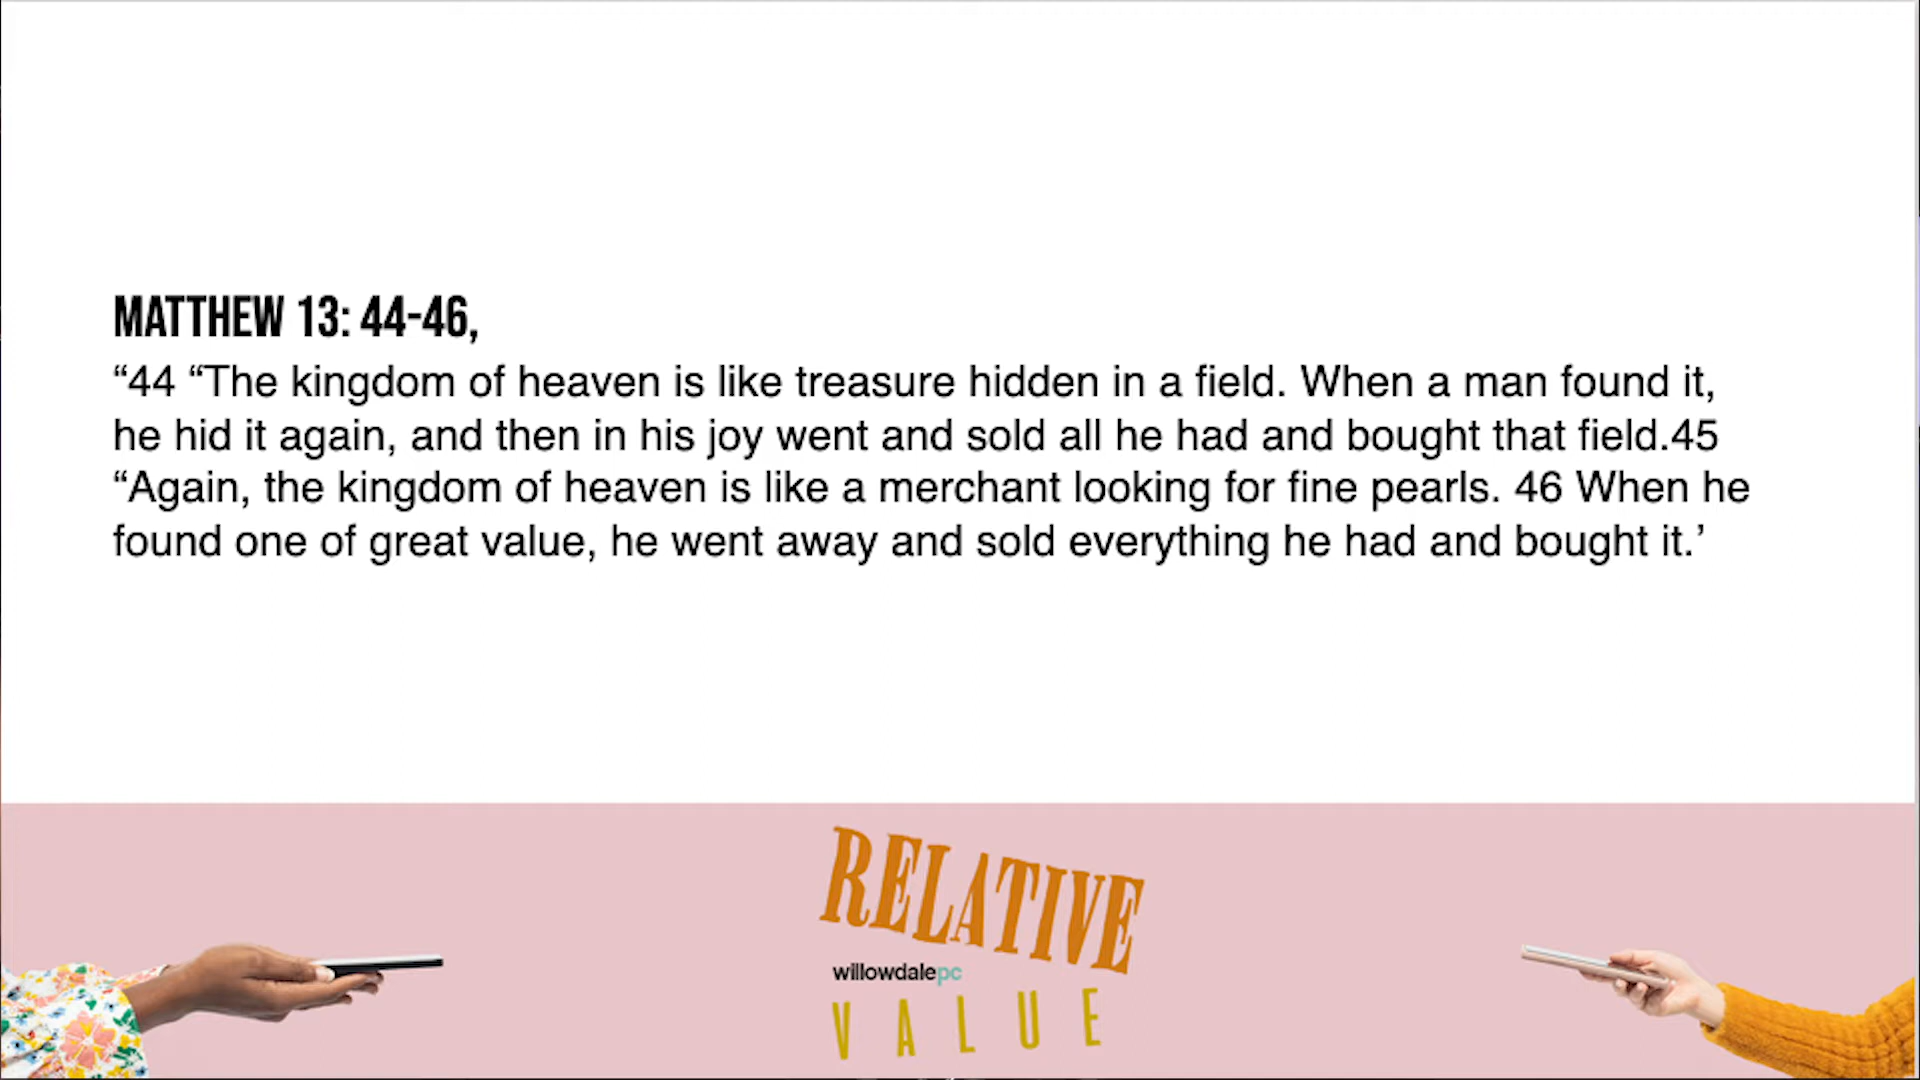 MATTHEW 13: 44-46,
“44 “The kingdom of heaven is like treasure hidden in a field. When a man found it,
he hid it again, and then in his joy went and sold all he had and bought that field.45
“Again, the kingdom of heaven is like a merchant looking for fine pearls. 46 When he
found one of great value, he went away and sold everything he had and bought it.’
RELATIVE
willowdalepc
VALUE